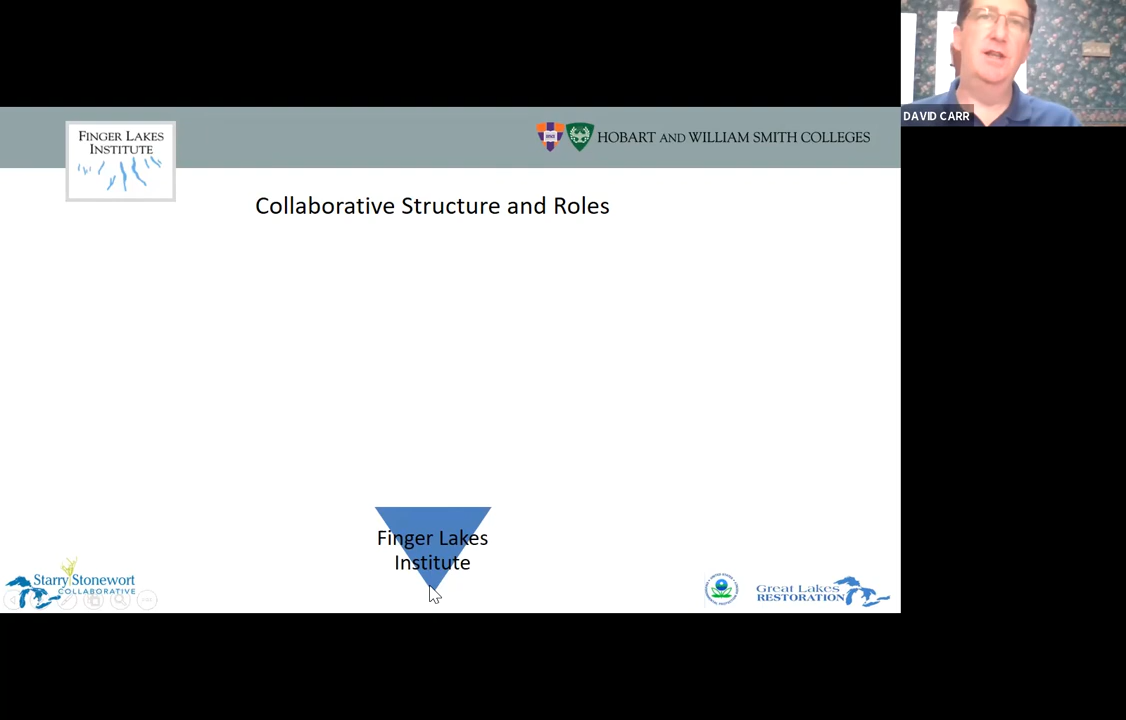 DAVID CARR
FINGER LAKES
INSTITUTE
HOBART AND WILLIAM SMITH COLLEGES
Collaborative Structure and Roles
Finger Lakes
Institute
Starry Stonewort
COLLABORATIVE
Great Lakes
RESTORATION